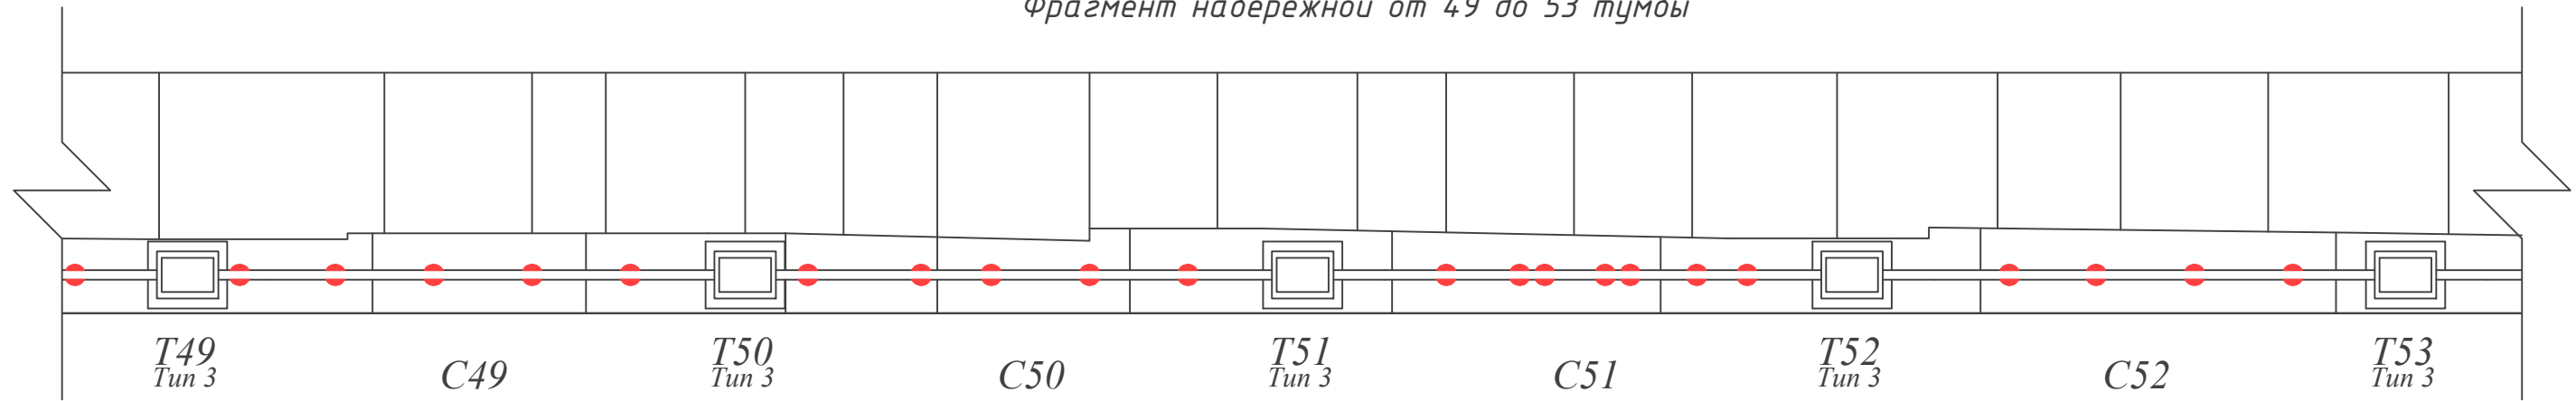 Фрагмент набережной от 49 до 53 тумбы
Т49
Тип 3
С49
Т50
Тип 3
С50
Т51
Тип 3
С51
Т52
Тип 3
С52
Т53
Тип 3